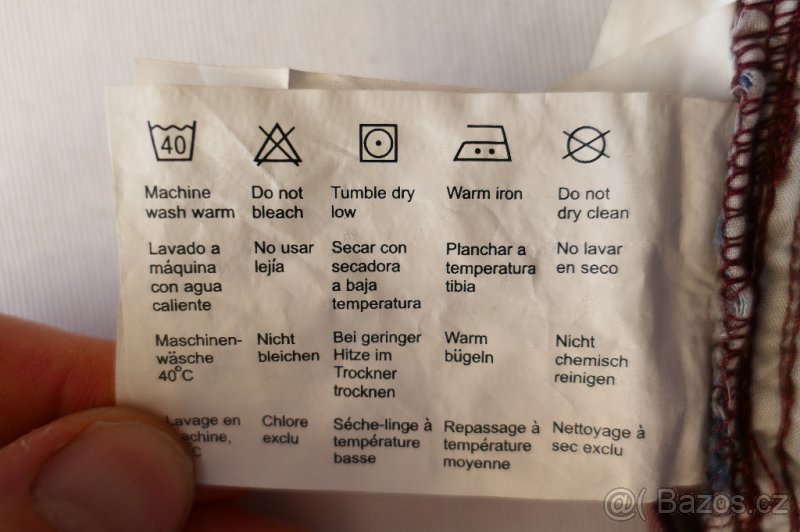 40
Machine
wash warm
Do not
bleach
Tumble dry
low
Warm iron
Do not
dry clean
Lavado a
máquina
con agua
caliente
No usar
lejía
Secar con
secadora
a baja
temperatura
Planchar a
temperatura
tibia
No lavar
en seco
Maschinen-
wäsche
40°C
Nicht
bleichen
Bei geringer
Hitze im
Trockner
trocknen
Warm
bügeln
Nicht
chemisch
reinigen
Lavage en
Chlore
exclu
Séche-linge à
température
basse
Repassage à
température
moyenne
Nettoyage à
sec exclu
@ Bazos.cz